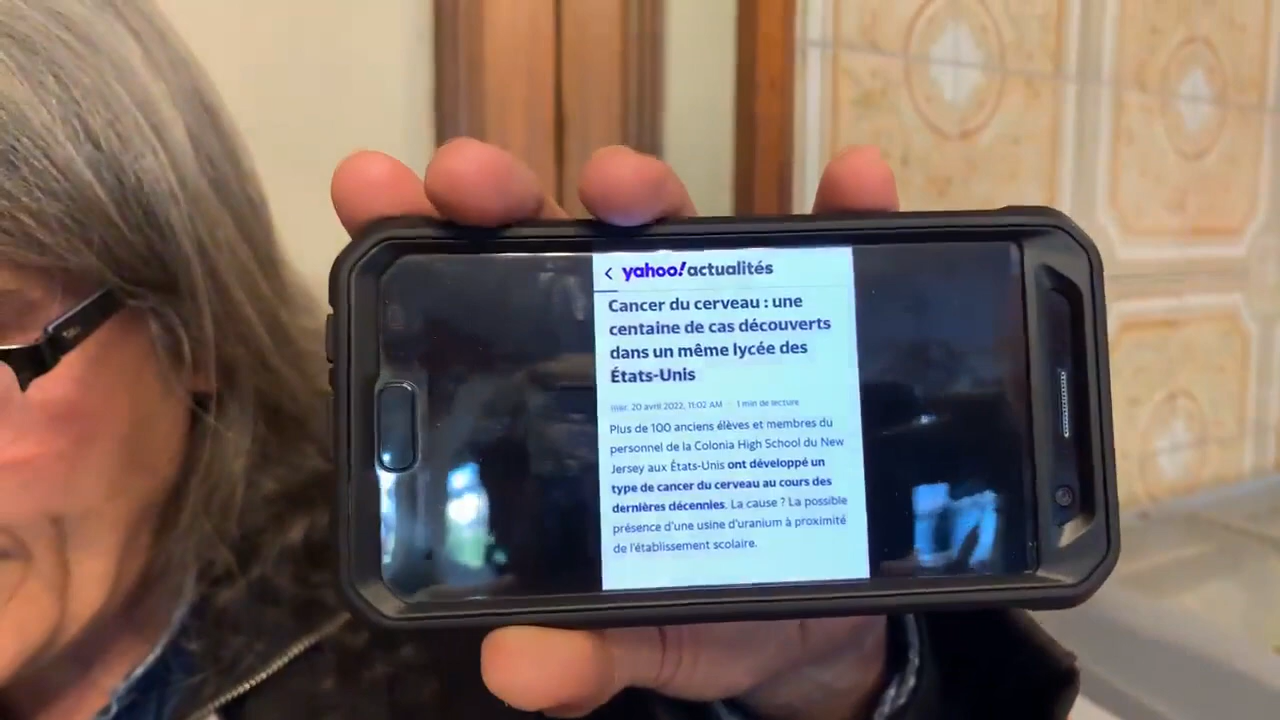 yahoo!actualités
Cancer du cerveau : une
centaine de cas découverts
dans un même lycée des
États-Unis
mer. 20 avril 2022, 11:02 AM · 1 min de lecture
Plus de 100 anciens élèves et membres du
personnel de la Colonia High School du New
Jersey aux États-Unis ont développé un
type de cancer du cerveau au cours des
dernières décennies. La cause ? La possible
présence d'une usine d'uranium à proximité
de l'établissement scolaire.